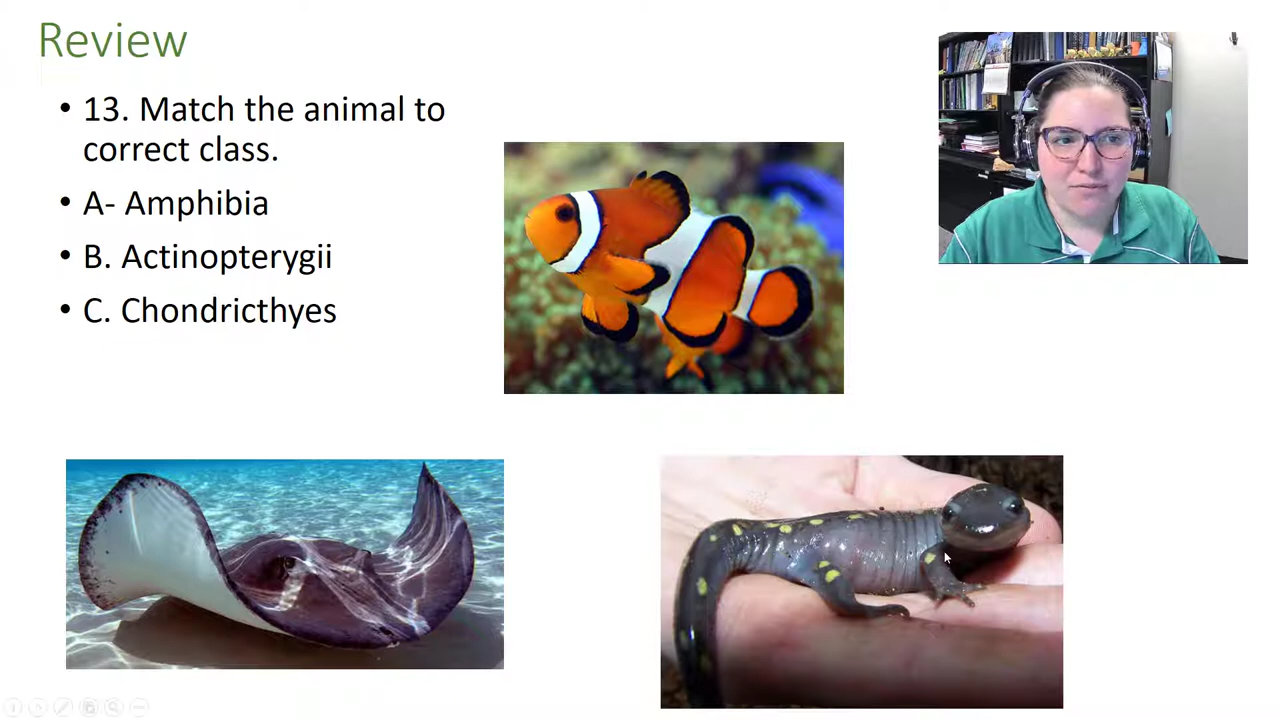 Review
• 13. Match the animal to
correct class.
• A- Amphibia
• B. Actinopterygii
• C. Chondricthyes